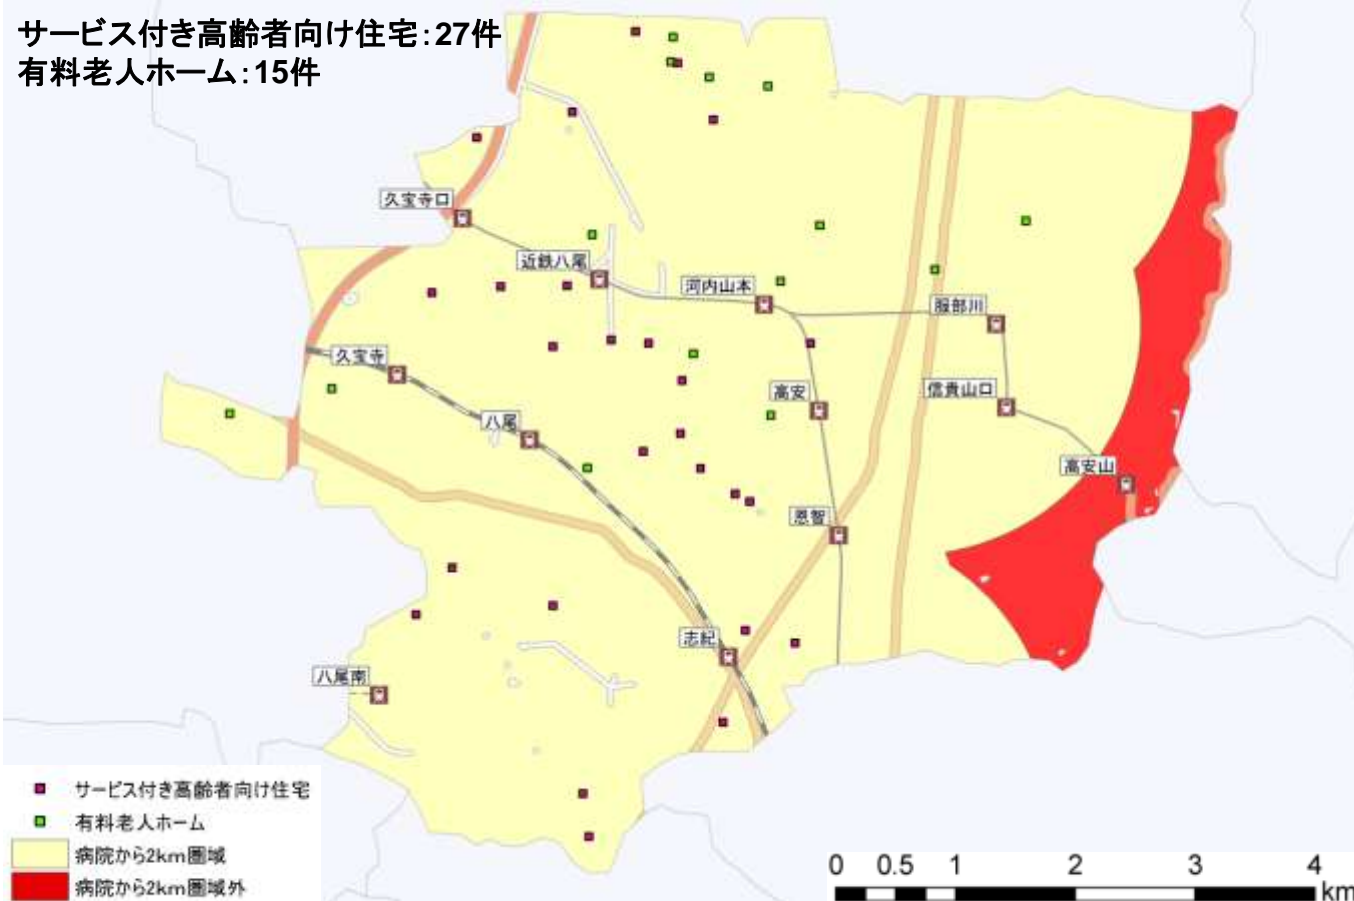 サービス付き高齢者向け住宅：27件
有料老人ホーム：15件
久宝寺口
近鉄八尾
河内山本
服部川
久宝寺
高安
信貴山口
八尾
高安山
恩智
志紀
八尾南
サービス付き高齢者向け住宅
有料老人ホーム
病院から2km圏域
病院から2km圏域外
0 0.5 1 2 3 4
km